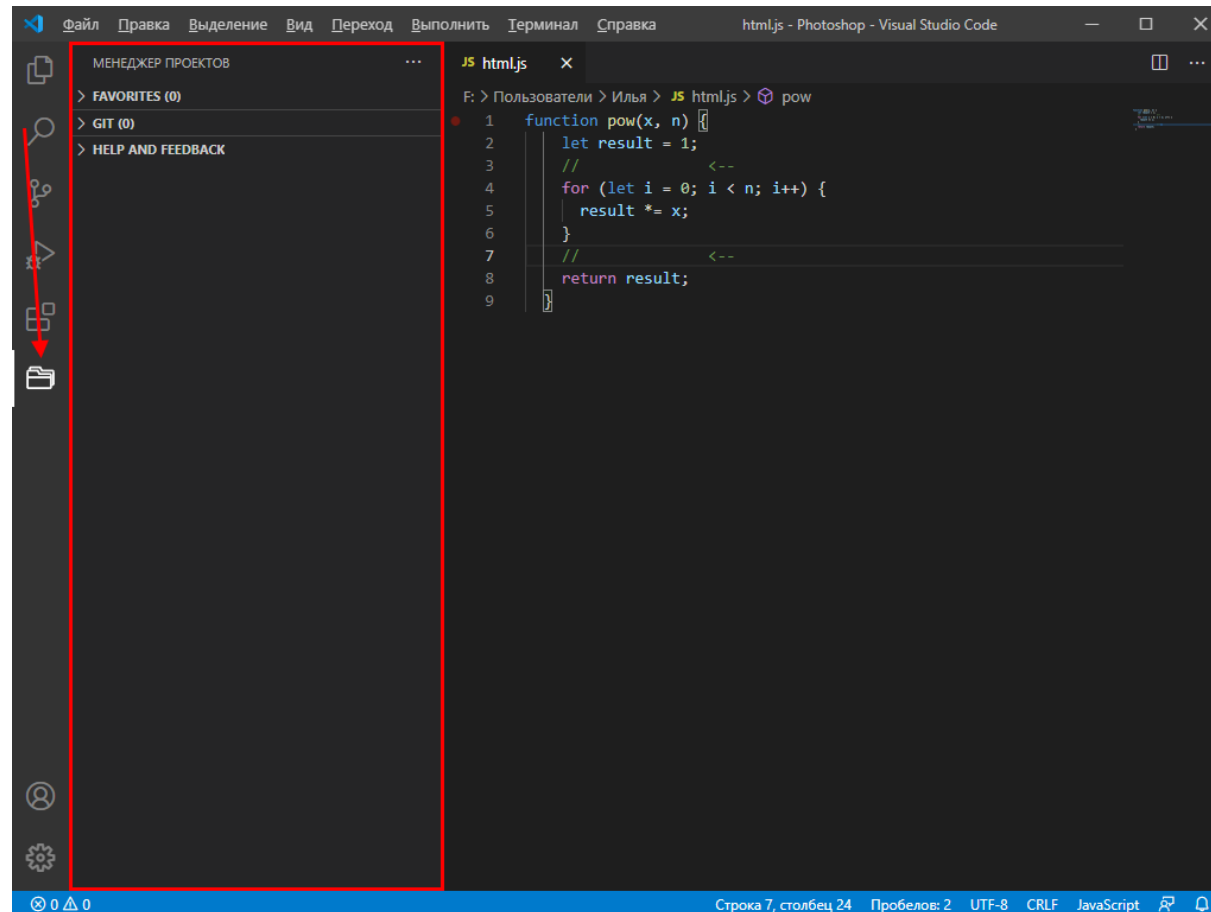 Файл Правка Выделение Вид Переход Выполнить Терминал Справка html.js - Photoshop - Visual Studio Code
МЕНЕДЖЕР ПРОЕКТОВ
FAVORITES (0)
GIT (0)
HELP AND FEEDBACK
JS html.js
F: > Пользователи > Илья > JS html.js > pow
1 function pow(x, n) {
2 let result = 1;
3 // <--
4 for (let i = 0; i < n; i++) {
5 result *= x;
6 }
7 // <--
8 return result;
9 }
0 0 Строка 7, столбец 24 Пробелов: 2 UTF-8 CRLF JavaScript